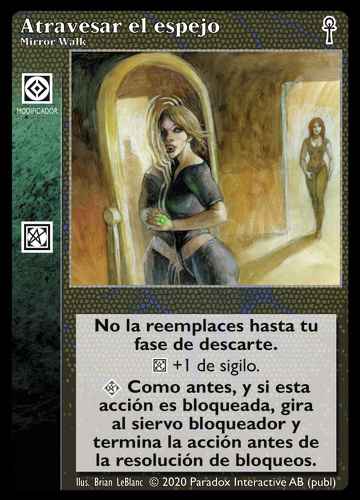 Atravesar el espejo
Mirror Walk
MODIFICADOR
No la reemplaces hasta tu
fase de descarte.
+1 de sigilo.
Como antes, y si esta
acción es bloqueada, gira
al siervo bloqueador y
termina la acción antes de
la resolución de bloqueos.
Ilus. Brian LeBlanc © 2020 Paradox Interactive AB (publ)